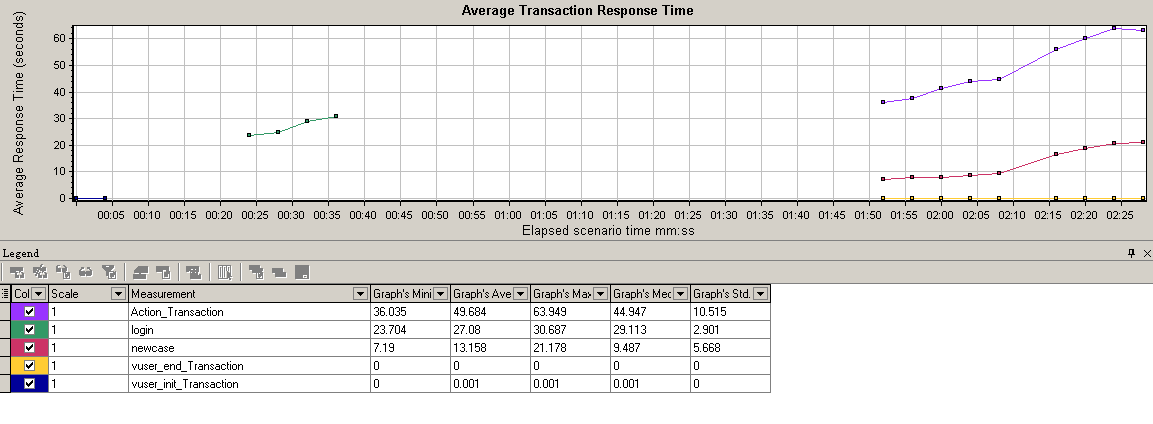 Average Transaction Response Time
Average Response Time (seconds)
60
50
40
30
20
10
0
00:05 00:10 00:15 00:20 00:25 00:30 00:35 00:40 00:45 00:50 00:55 01:00 01:05 01:10 01:15 01:20 01:25 01:30 01:35 01:40 01:45 01:50 01:55 02:00 02:05 02:10 02:15 02:20 02:25
Elapsed scenario time mm:ss
Legend
Col Scale Measurement Graph's Mini Graph's Ave Graph's Max Graph's Med Graph's Std.
1 Action_Transaction 36.035 49.684 63.949 44.947 10.515
1 login 23.704 27.08 30.687 29.113 2.901
1 newcase 7.19 13.158 21.178 9.487 5.668
1 vuser_end_Transaction 0 0 0 0 0
1 vuser_init_Transaction 0 0.001 0.001 0.001 0